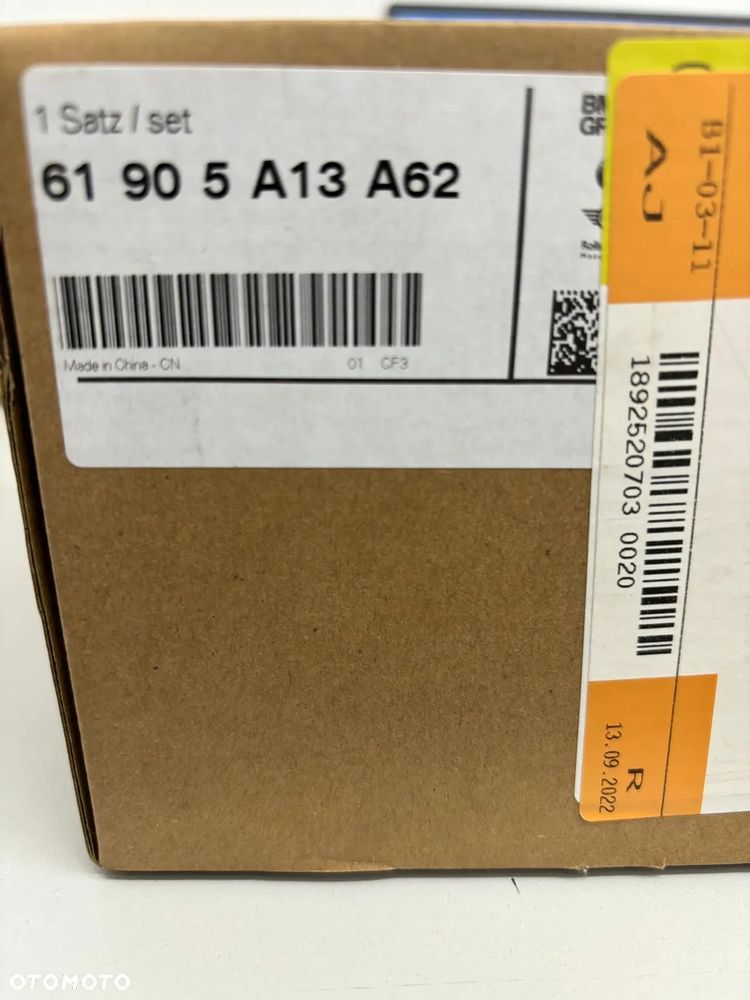 1 Satz / set
61 90 5 A13 A62
Made in China - CN
01 CF3
B1-03-11
AJ
1892520703 0020
R
13.09.2022
OTOMOTO